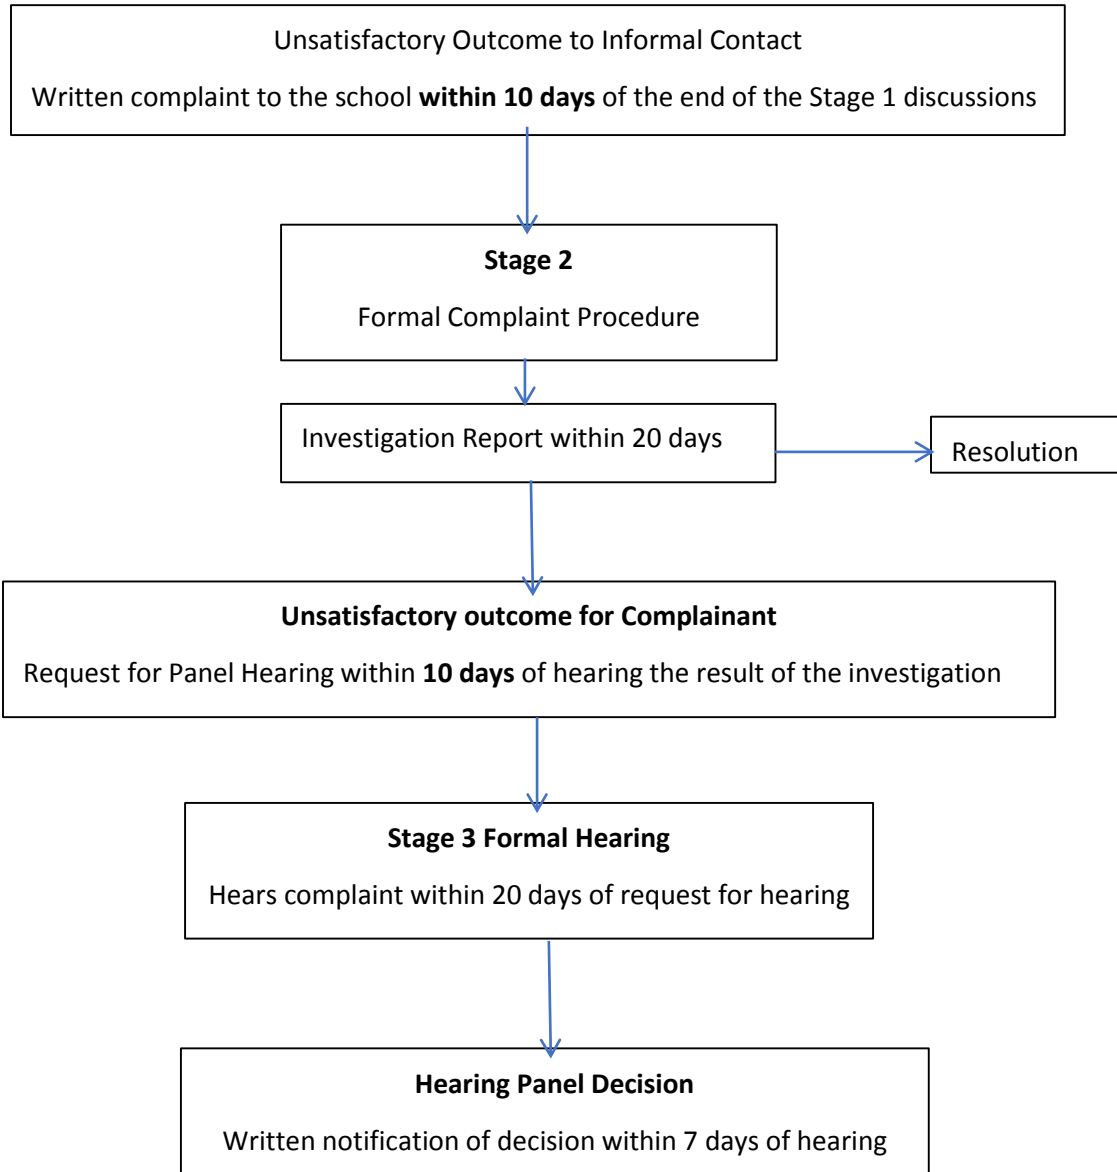 Unsatisfactory Outcome to Informal Contact
Written complaint to the school within 10 days of the end of the Stage 1 discussions
Stage 2
Formal Complaint Procedure
Investigation Report within 20 days
Resolution
Unsatisfactory outcome for Complainant
Request for Panel Hearing within 10 days of hearing the result of the investigation
Stage 3 Formal Hearing
Hears complaint within 20 days of request for hearing
Hearing Panel Decision
Written notification of decision within 7 days of hearing